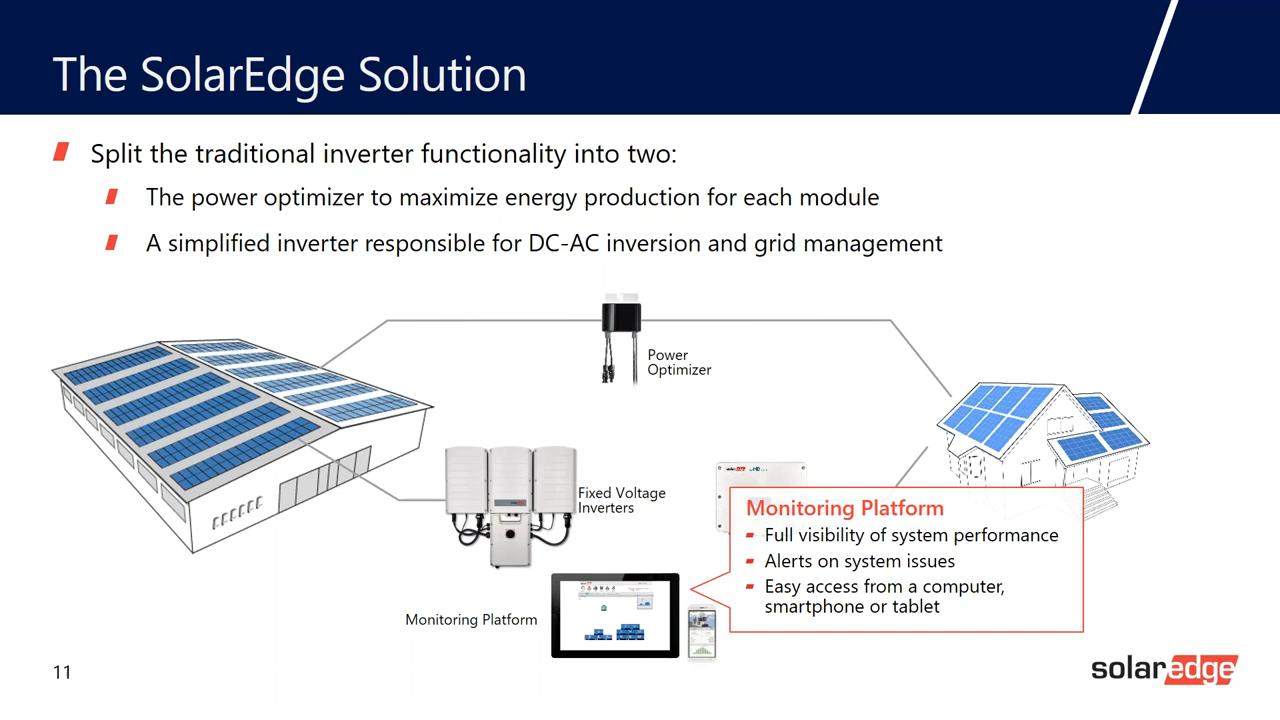 The SolarEdge Solution
Split the traditional inverter functionality into two:
The power optimizer to maximize energy production for each module
A simplified inverter responsible for DC-AC inversion and grid management
Power
Optimizer
Fixed Voltage
Inverters
Monitoring Platform
Full visibility of system performance
Alerts on system issues
Easy access from a computer,
smartphone or tablet
Monitoring Platform
11
solaredge